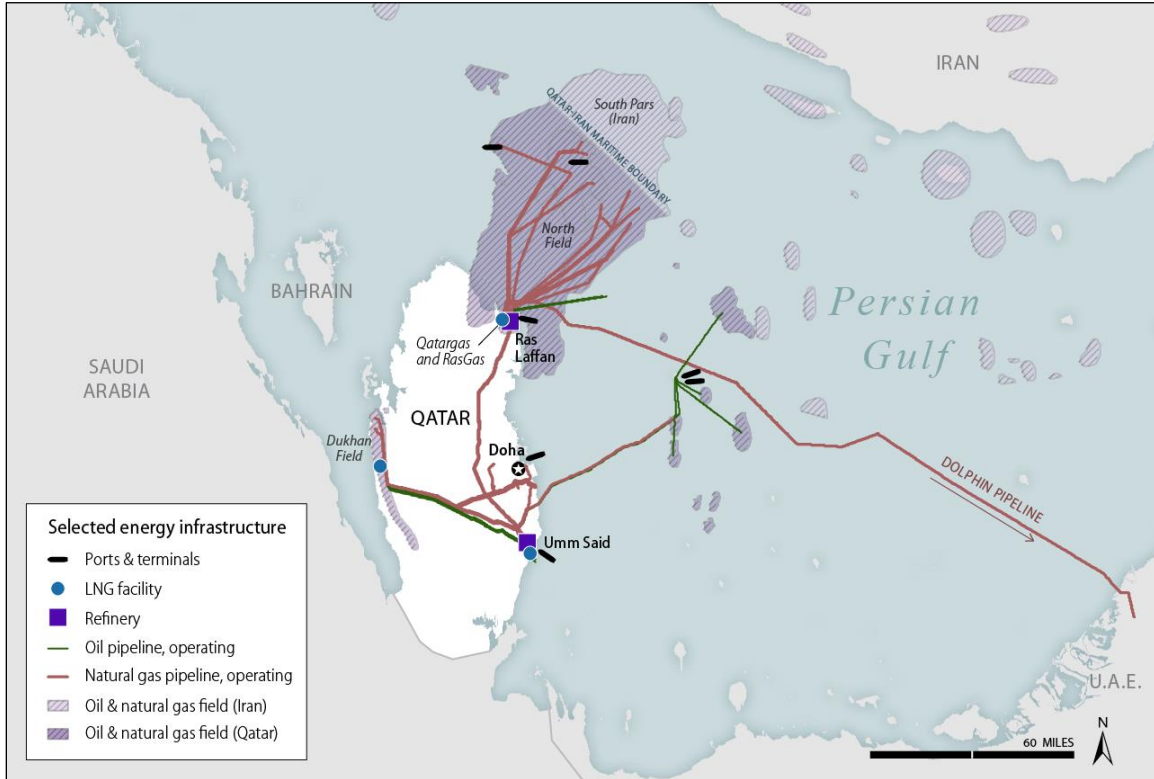 IRAN
South Pars
(Iran)
QATAR-IRAN MARITIME BOUNDARY
North
Field
BAHRAIN
Persian
Gulf
Qatargas
and RasGas
Ras
Laffan
SAUDI
ARABIA
QATAR
Dukhan
Field
Doha
DOLPHIN PIPELINE
Umm Said
U.A.E.
Selected energy infrastructure
Ports & terminals
LNG facility
Refinery
Oil pipeline, operating
Natural gas pipeline, operating
Oil & natural gas field (Iran)
Oil & natural gas field (Qatar)
N
60 MILES